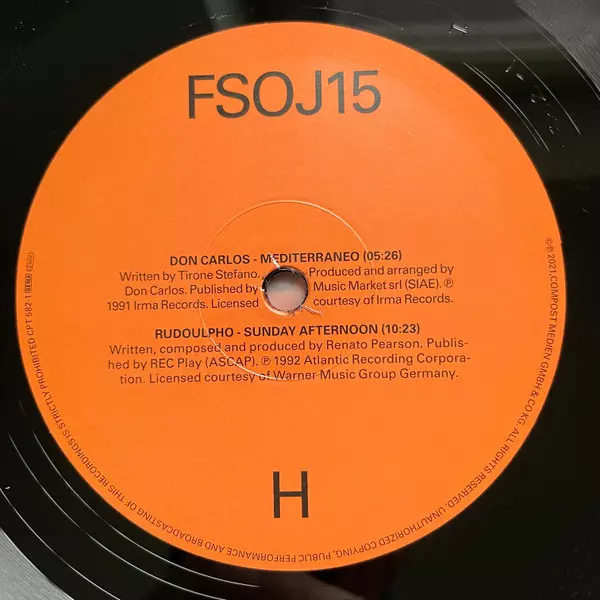 FSOJ15
DON CARLOS - MEDITERRANEO (05:26)
Written by Tirone Stefano. Produced and arranged by
Don Carlos. Published by Music Market srl (SIAE). ℗
1991 Irma Records. Licensed courtesy of Irma Records.
RUDOULPHO - SUNDAY AFTERNOON (10:23)
Written, composed and produced by Renato Pearson. Publis-
hed by REC Play (ASCAP). ℗ 1992 Atlantic Recording Corpora-
tion. Licensed courtesy of Warner Music Group Germany.
H
©℗ 2021, COMPOST MEDIEN GMBH & CO KG. ALL RIGHTS RESERVED. UNAUTHORIZED COPYING, PUBLIC PERFORMANCE AND BROADCASTING OF THIS RECORDINGS IS STRICTLY PROHIBITED CPT 582-1 GEMA